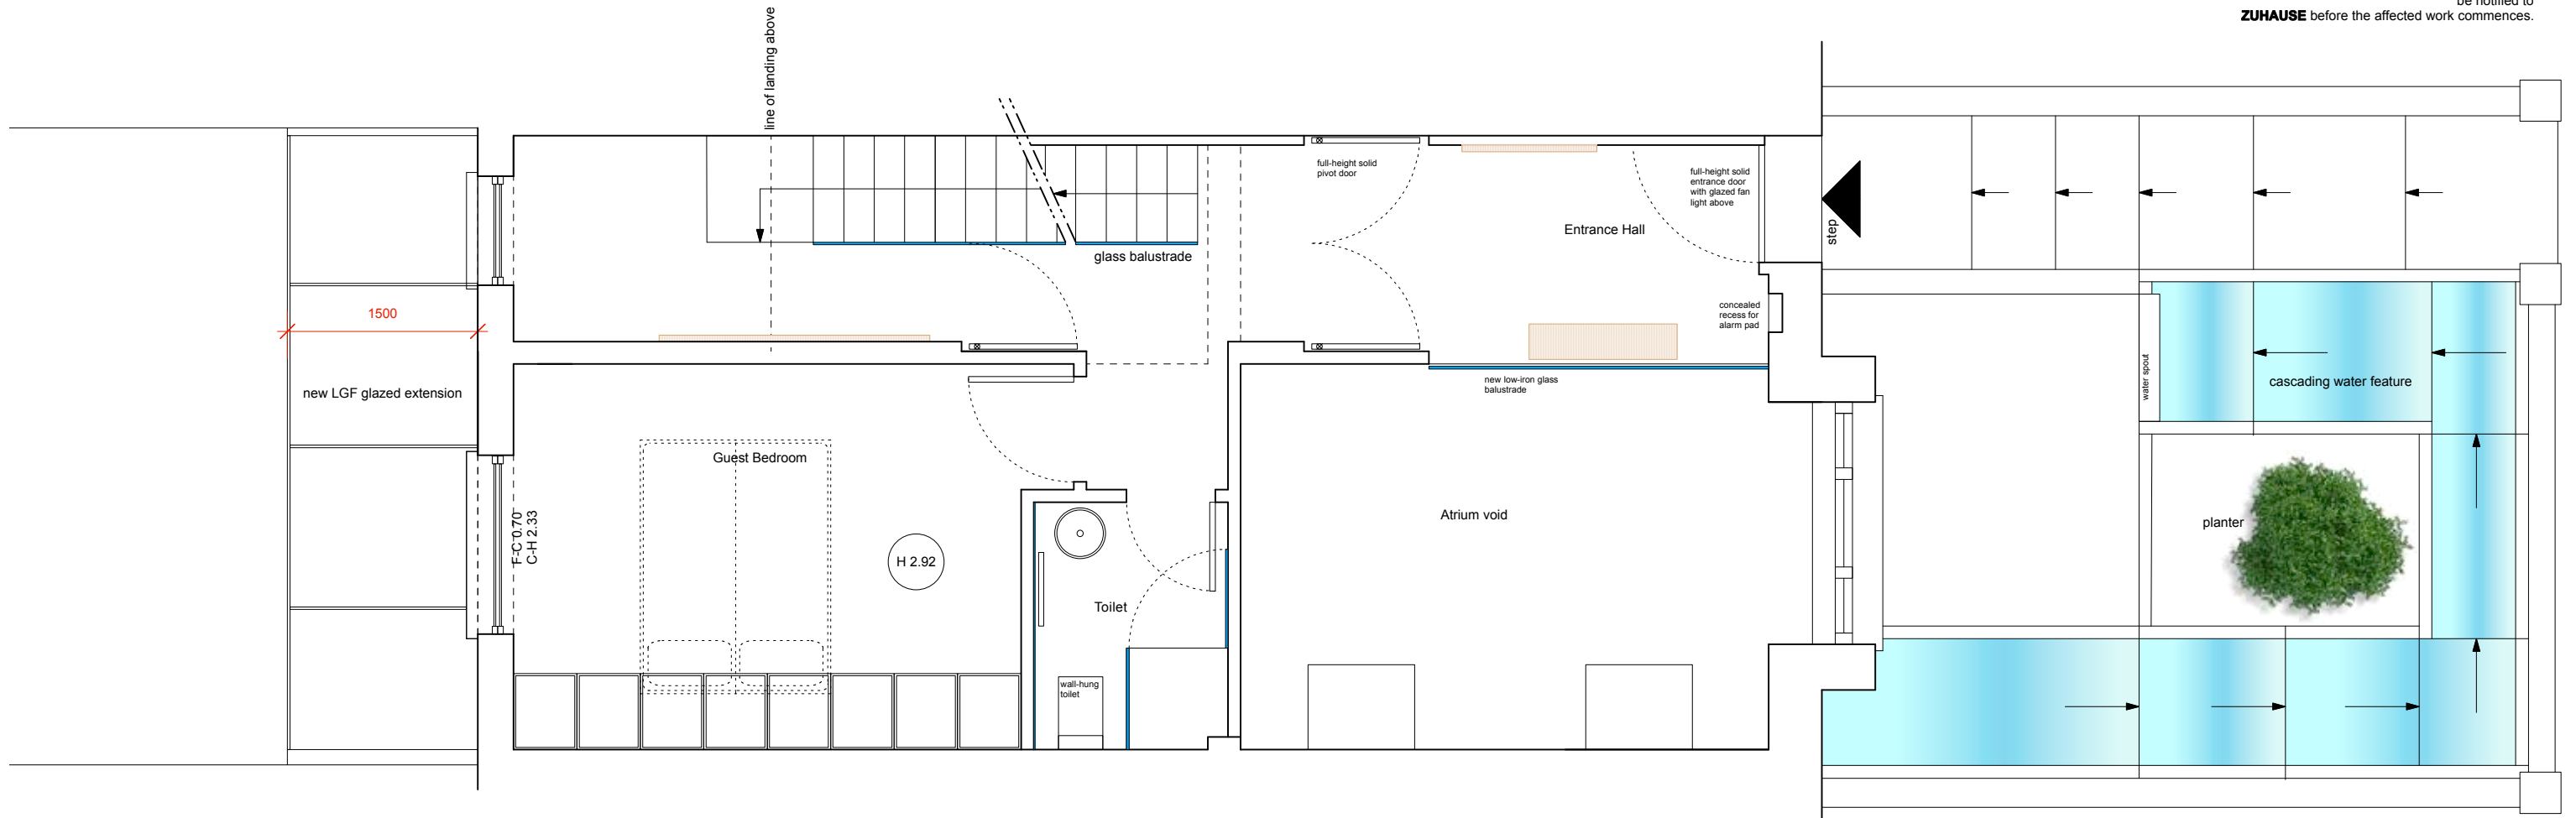 be notified to
ZUHAUSE before the affected work commences.
line of landing above
full-height solid
pivot door
full-height solid
entrance door
with glazed fan
light above
Entrance Hall
step
glass balustrade
concealed
recess for
alarm pad
1500
new LGF glazed extension
new low-iron glass
balustrade
water spout
cascading water feature
Guest Bedroom
F-C 0.70
C-H 2.33
H 2.92
Atrium void
planter
Toilet
wall-hung
toilet